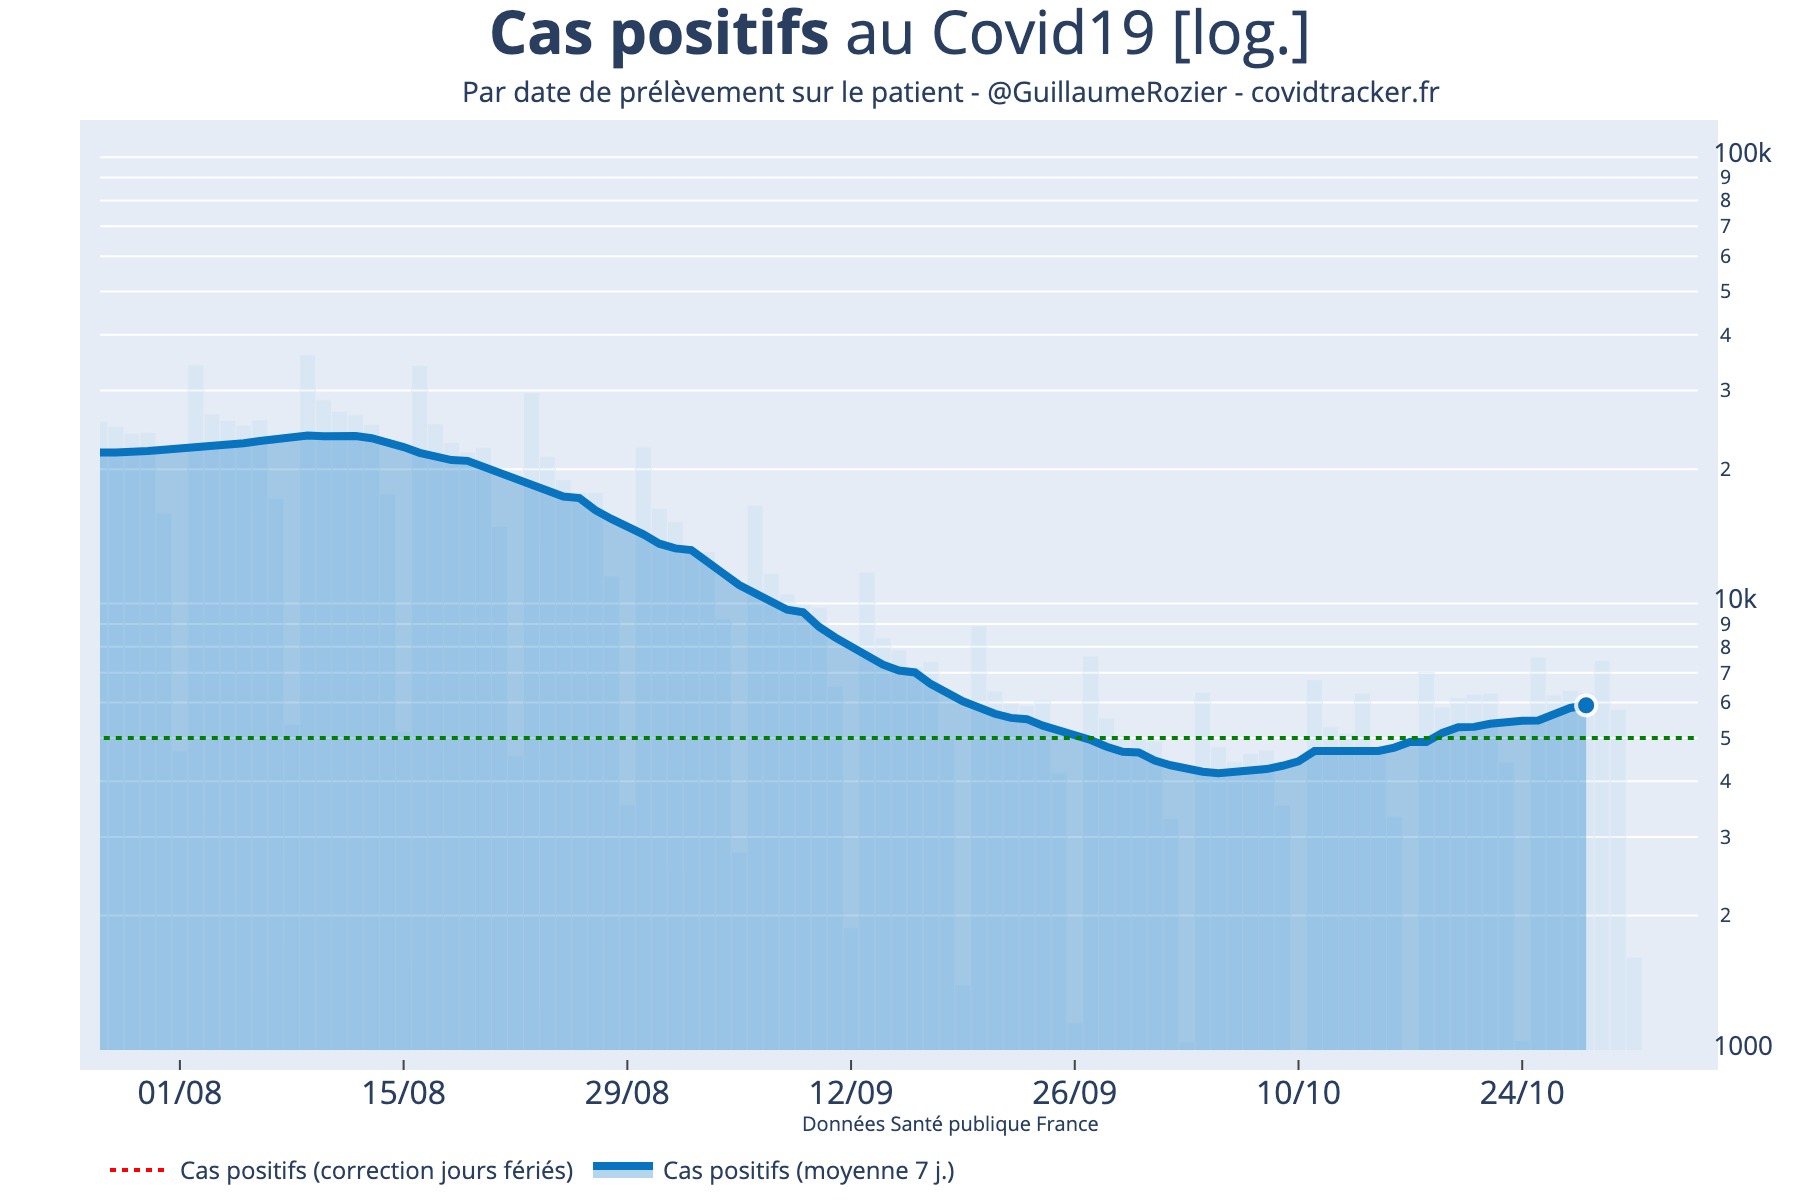 Cas positifs au Covid19 [log.]
Par date de prélèvement sur le patient - @GuillaumeRozier - covidtracker.fr
100k
9
8
7
6
5
4
3
2
10k
9
8
7
6
5
4
3
2
1000
01/08 15/08 29/08 12/09 26/09 10/10 24/10
Données Santé publique France
Cas positifs (correction jours fériés) Cas positifs (moyenne 7 j.)